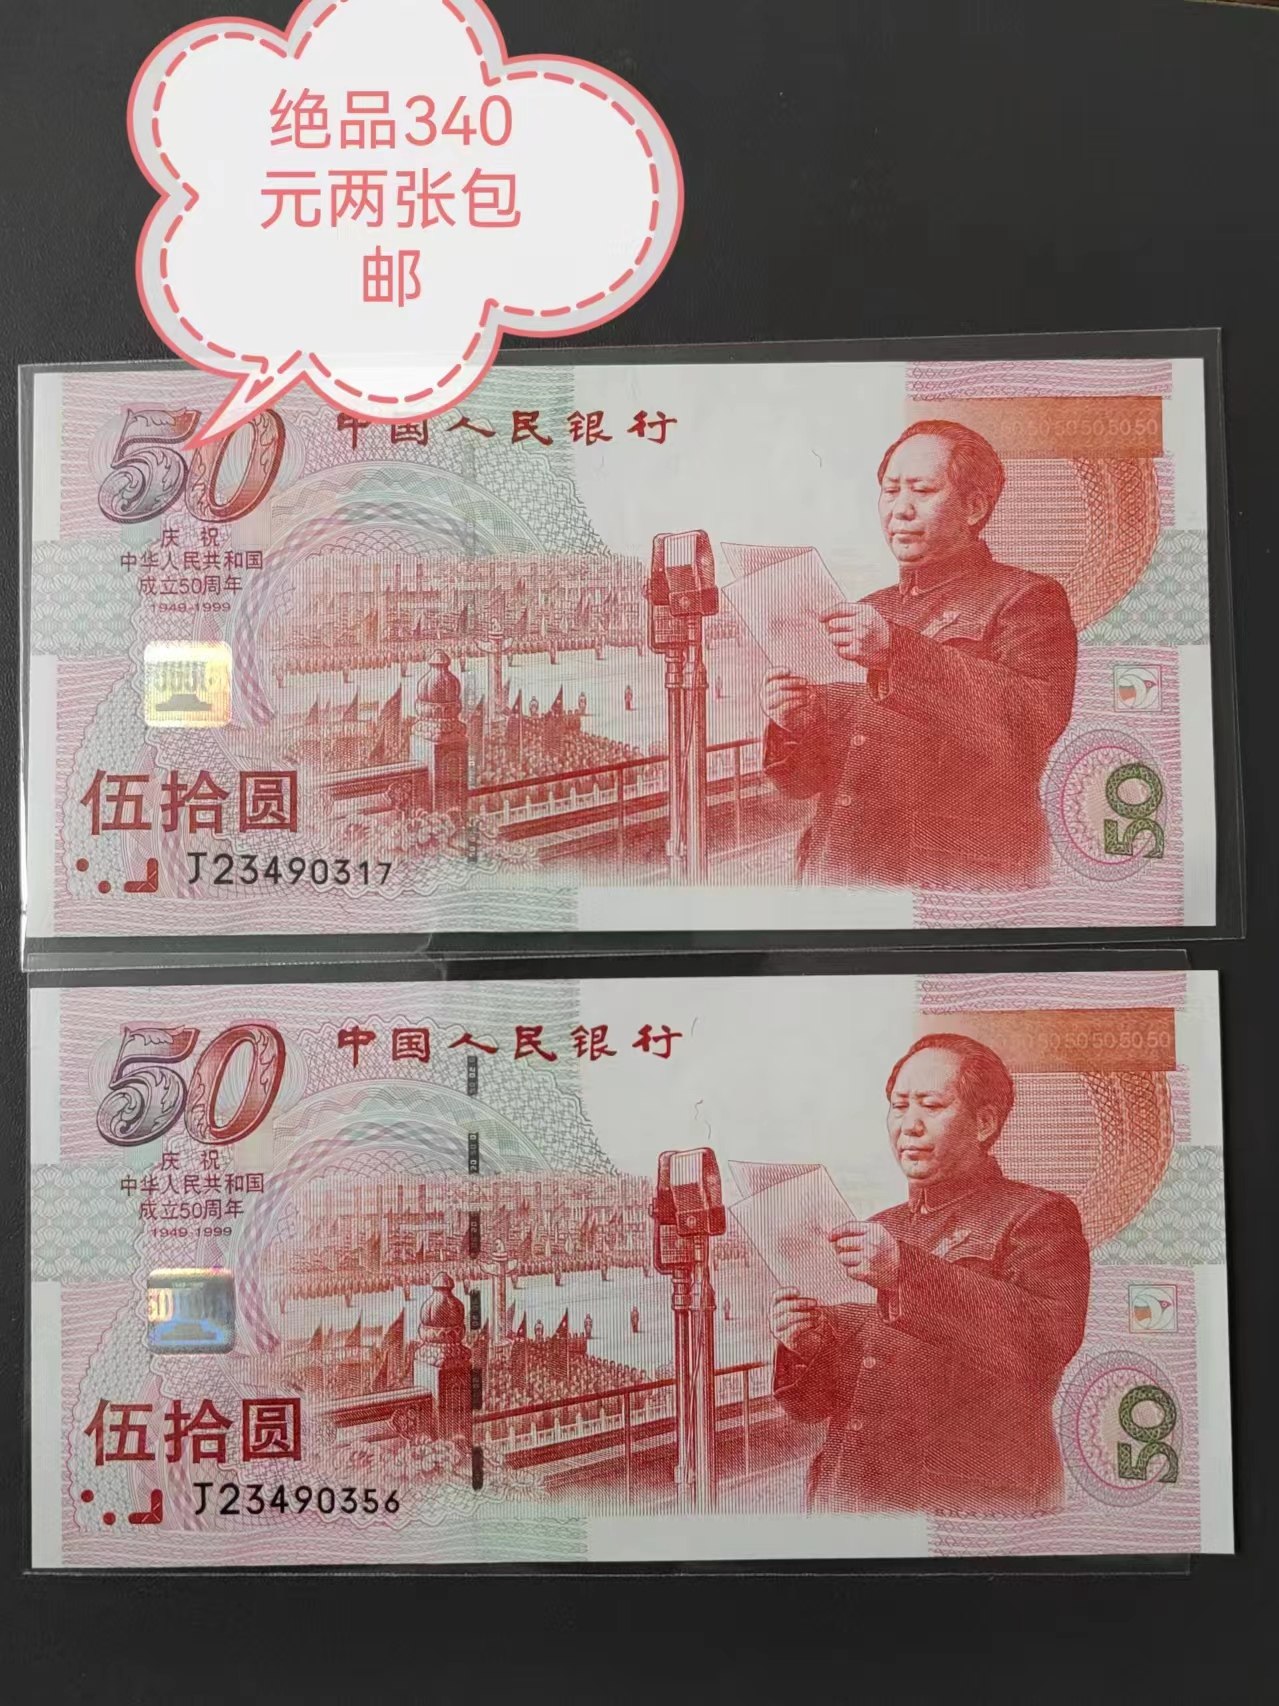 绝品340
元两张包
邮
50
中国人民银行
505050
庆祝
中华人民共和国
成立50周年
1949-1999
伍拾圆
J23490317
50
50
中国人民银行
50505050
庆祝
中华人民共和国
成立50周年
1949-1999
伍拾圆
J23490356
50